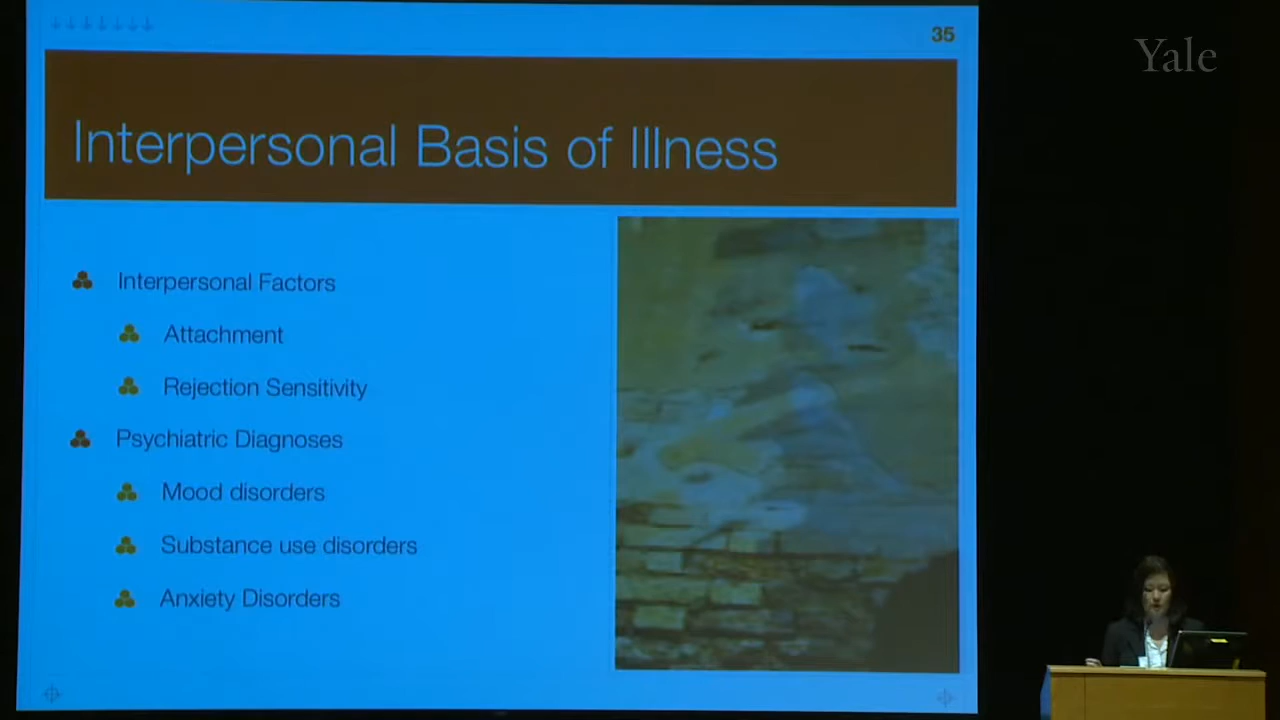 35
Yale
Interpersonal Basis of Illness
Interpersonal Factors
Attachment
Rejection Sensitivity
Psychiatric Diagnoses
Mood disorders
Substance use disorders
Anxiety Disorders